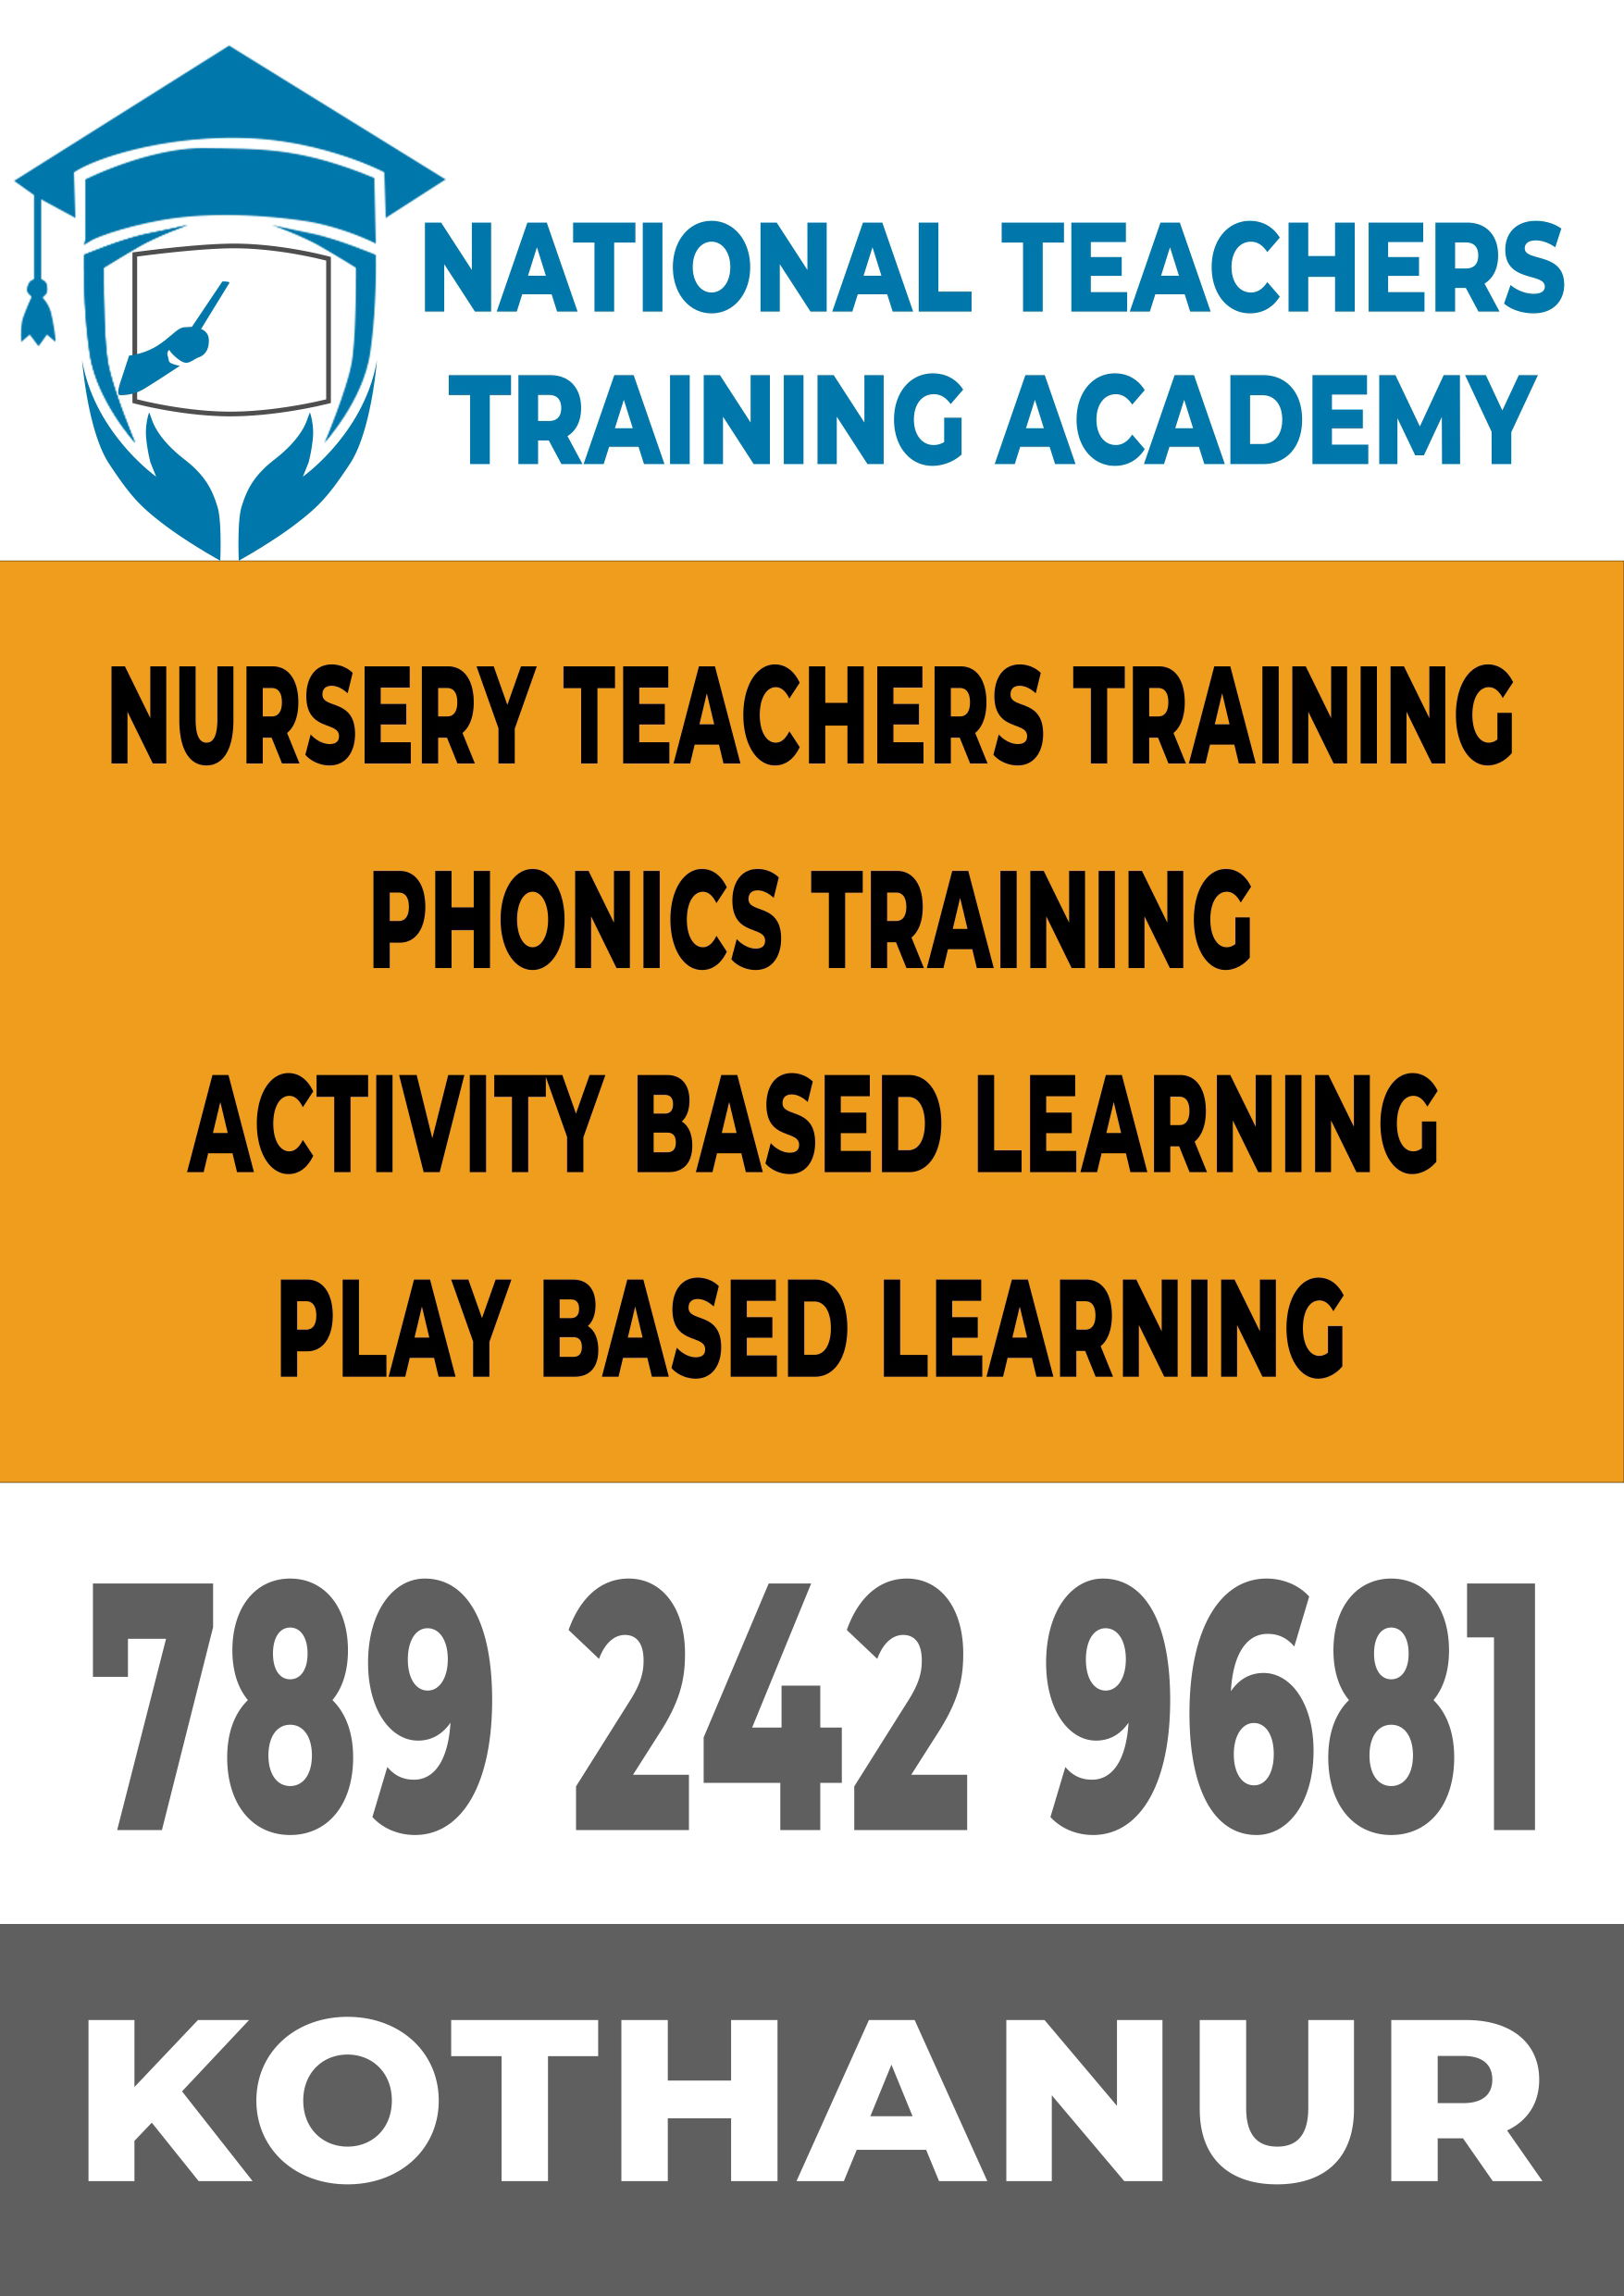 NATIONAL TEACHERS
TRAINING ACADEMY
NURSERY TEACHERS TRAINING
PHONICS TRAINING
ACTIVITY BASED LEARNING
PLAY BASED LEARNING
789 242 9681
KOTHANUR